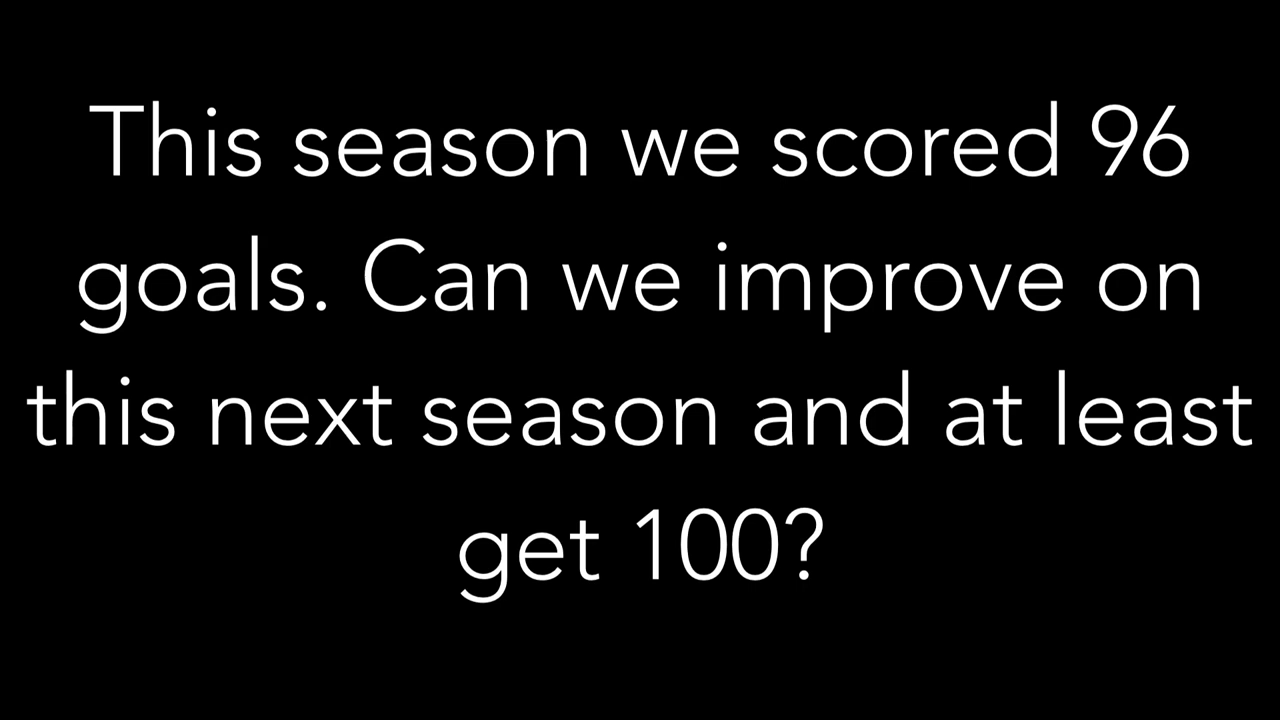 This season we scored 96
goals. Can we improve on
this next season and at least
get 100?